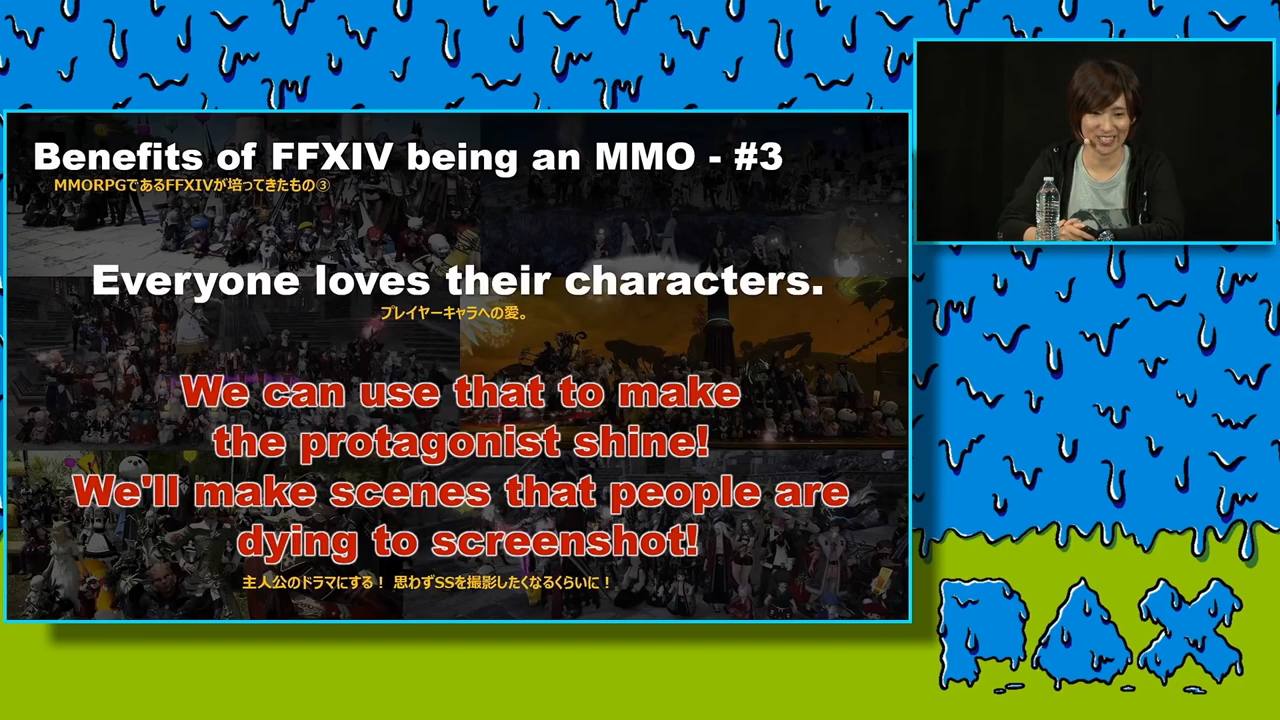 Benefits of FFXIV being an MMO - #3
MMORPGであるFFXIVが培ってきたもの③
Everyone loves their characters.
プレイヤーキャラへの愛。
We can use that to make
the protagonist shine!
We'll make scenes that people are
dying to screenshot!
主人公のドラマにする！ 思わずSSを撮影したくなるくらいに！
PAX